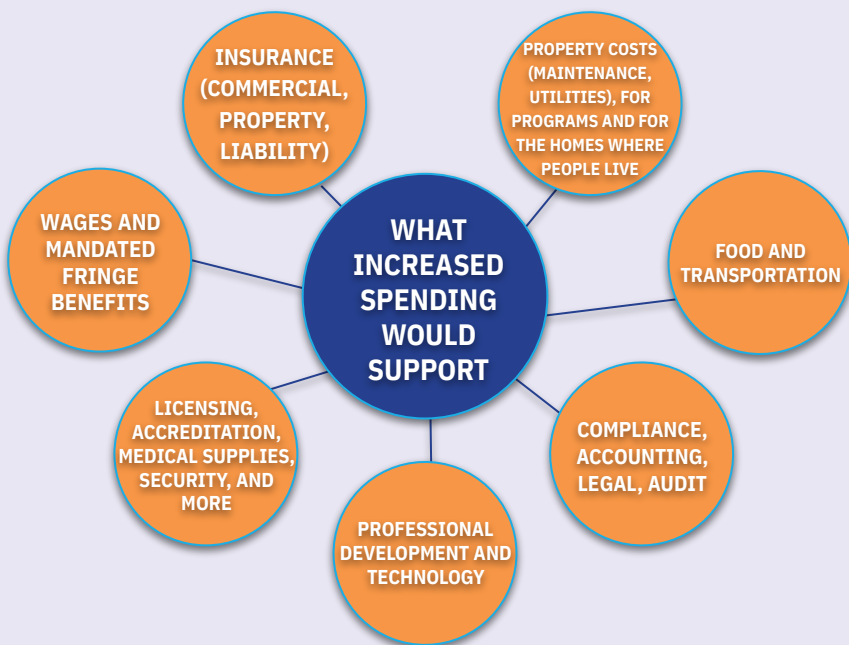 INSURANCE
(COMMERCIAL,
PROPERTY,
LIABILITY)
PROPERTY COSTS
(MAINTENANCE,
UTILITIES), FOR
PROGRAMS AND FOR
THE HOMES WHERE
PEOPLE LIVE
WAGES AND
MANDATED
FRINGE
BENEFITS
WHAT
INCREASED
SPENDING
WOULD
SUPPORT
FOOD AND
TRANSPORTATION
LICENSING,
ACCREDITATION,
MEDICAL SUPPLIES,
SECURITY, AND
MORE
COMPLIANCE,
ACCOUNTING,
LEGAL, AUDIT
PROFESSIONAL
DEVELOPMENT AND
TECHNOLOGY